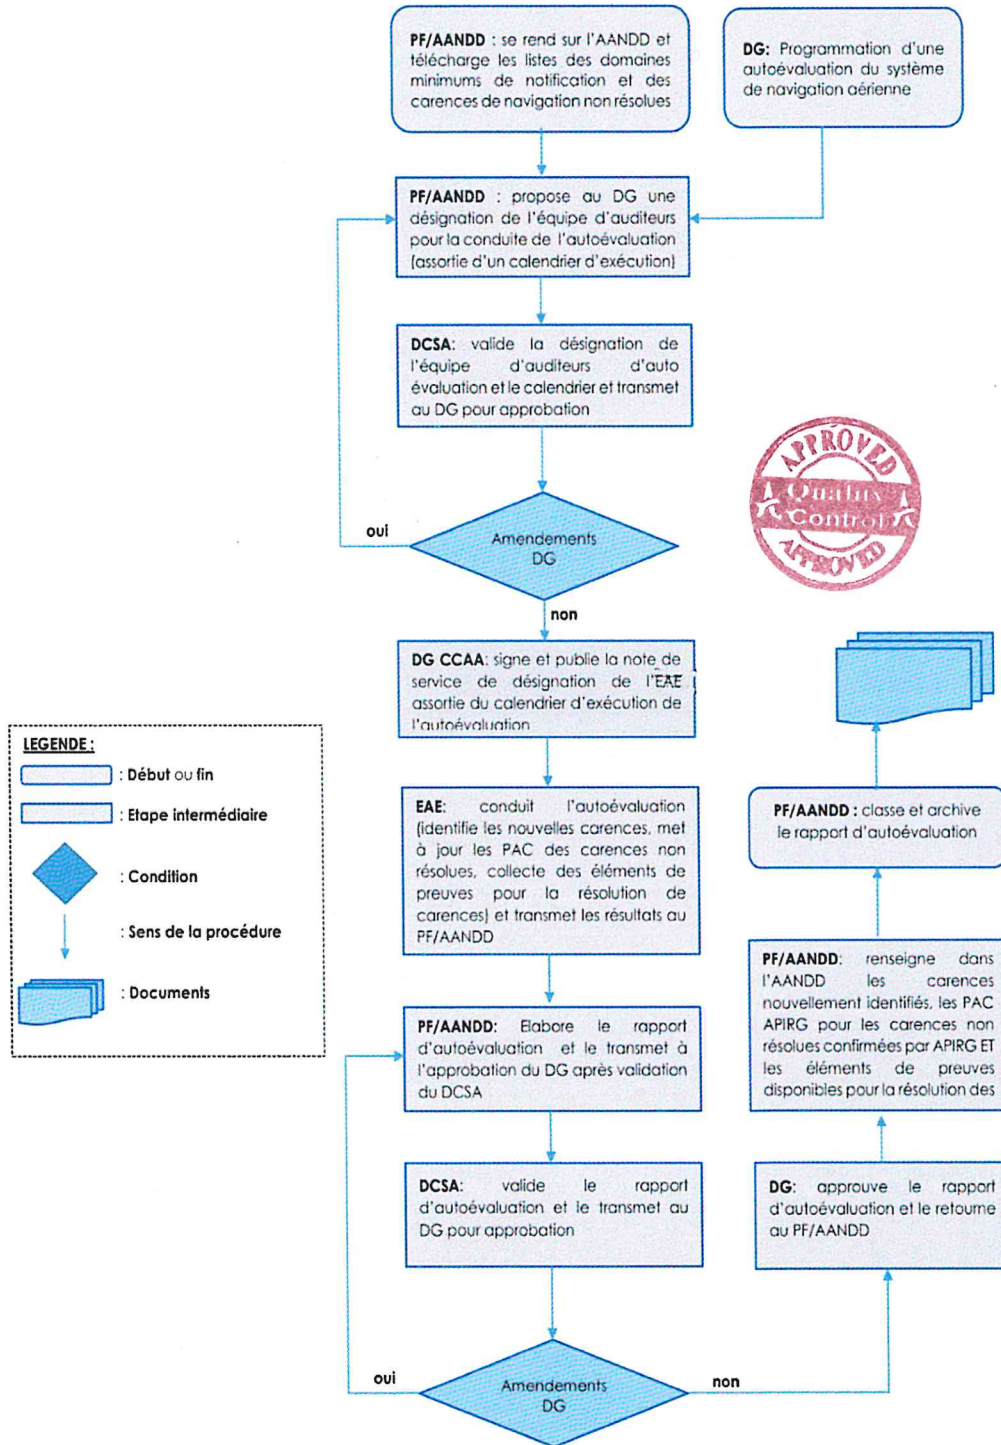 PF/AANDD : se rend sur l'AANDD et
télécharge les listes des domaines
minimums de notification et des
carences de navigation non résolues
DG: Programmation d'une
autoévaluation du système
de navigation aérienne
PF/AANDD : propose au DG une
désignation de l'équipe d'auditeurs
pour la conduite de l'autoévaluation
(assortie d'un calendrier d'exécution)
DCSA: valide la désignation de
l'équipe d'auditeurs d'auto
évaluation et le calendrier et transmet
au DG pour approbation
oui
Amendements
DG
APPROVED
Quality
Control
APPROVED
non
DG CCAA: signe et publie la note de
service de désignation de l'EAE
assortie du calendrier d'exécution de
l'autoévaluation
LEGENDE :
: Début ou fin
: Etape intermédiaire
: Condition
: Sens de la procédure
: Documents
EAE: conduit l'autoévaluation
(identifie les nouvelles carences, met
à jour les PAC des carences non
résolues, collecte des éléments de
preuves pour la résolution de
carences) et transmet les résultats au
PF/AANDD
PF/AANDD : classe et archive
le rapport d'autoévaluation
PF/AANDD: renseigne dans
l'AANDD les carences
nouvellement identifiés, les PAC
APIRG pour les carences non
résolues confirmées par APIRG ET
les éléments de preuves
disponibles pour la résolution des
PF/AANDD: Elabore le rapport
d'autoévaluation et le transmet à
l'approbation du DG après validation
du DCSA
DCSA: valide le rapport
d'autoévaluation et le transmet au
DG pour approbation
DG: approuve le rapport
d'autoévaluation et le retourne
au PF/AANDD
oui
Amendements
DG
non